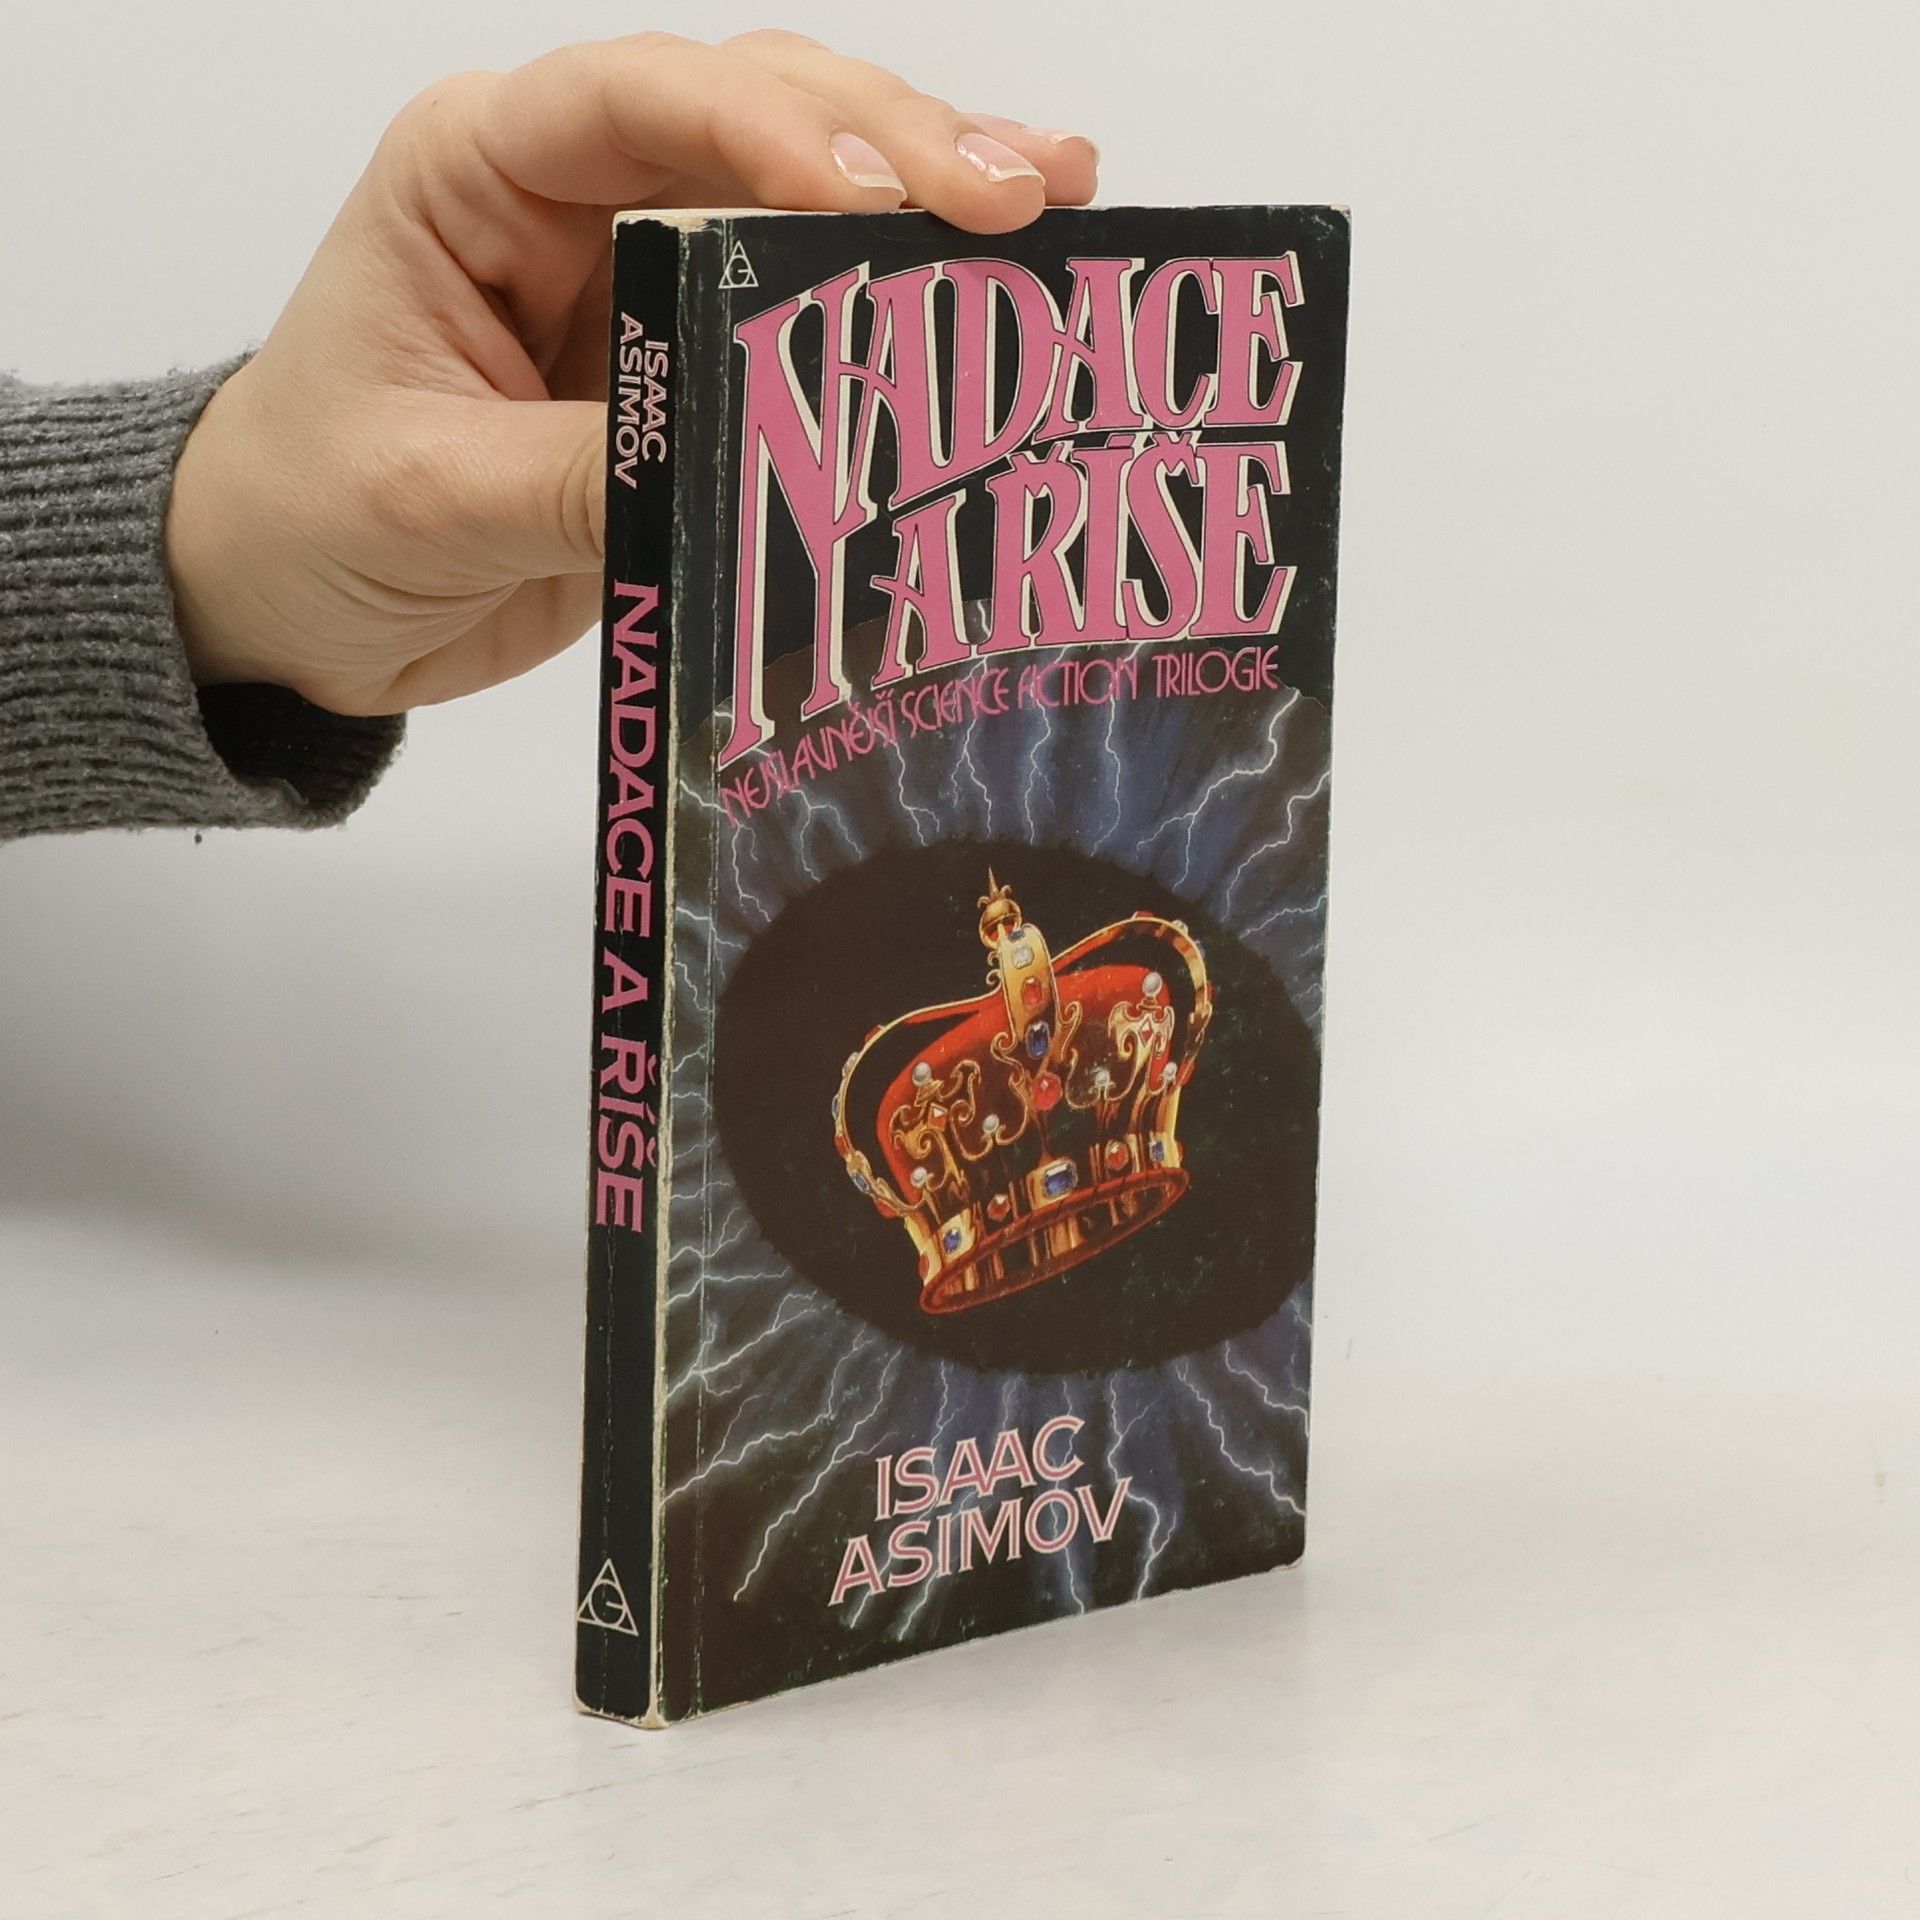 ISAAC
ASIMOV
NADACE A ŘÍŠE
NADACE
A ŘÍŠE
NEJSLAVNĚJŠÍ SCIENCE FICTION TRILOGIE
ISAAC
ASIMOV